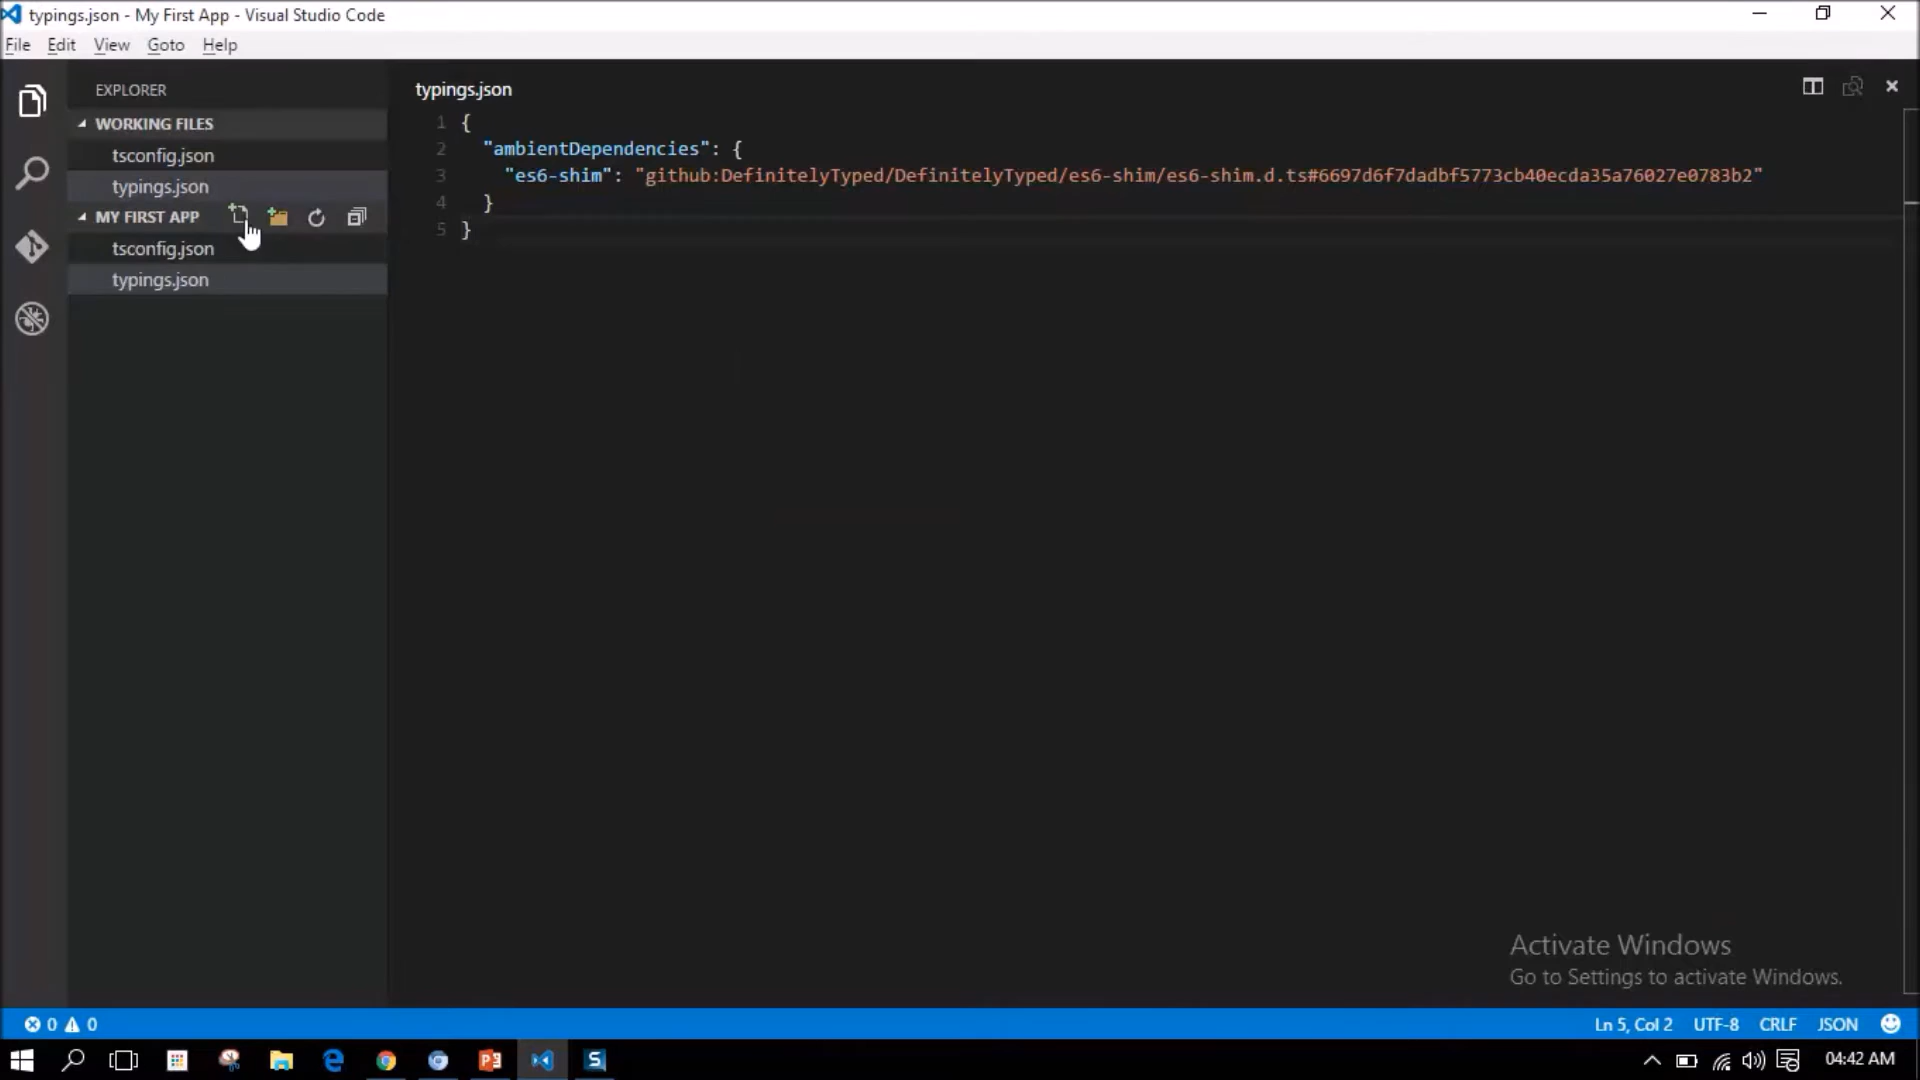 typings.json - My First App - Visual Studio Code
File Edit View Goto Help
EXPLORER
WORKING FILES
tsconfig.json
typings.json
MY FIRST APP
tsconfig.json
typings.json
typings.json
1 {
2 "ambientDependencies": {
3 "es6-shim": "github:DefinitelyTyped/DefinitelyTyped/es6-shim/es6-shim.d.ts#6697d6f7dadbf5773cb40ecda35a76027e0783b2"
4 }
5 }
Activate Windows
Go to Settings to activate Windows.
0 0
Ln 5, Col 2 UTF-8 CRLF JSON
04:42 AM